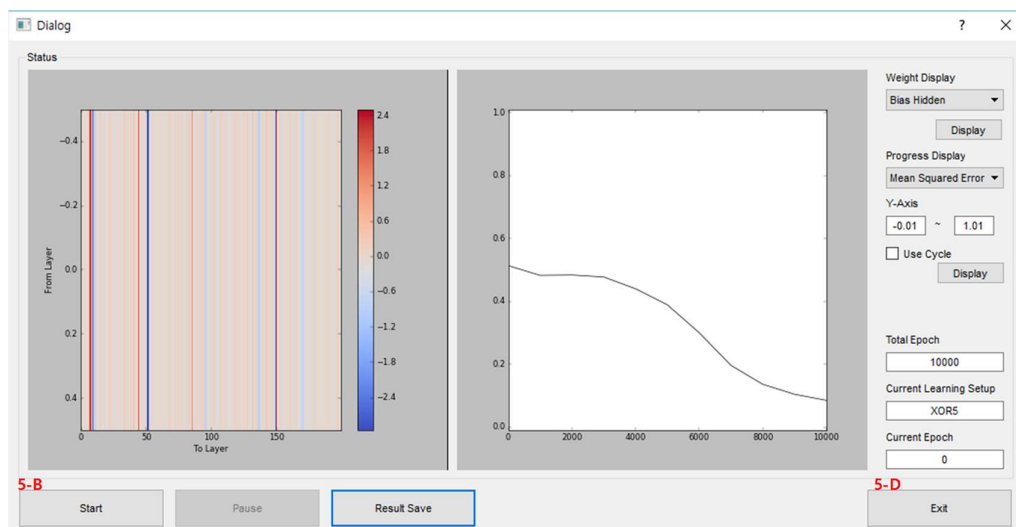 Dialog ? ×
Status
−0.4
−0.2
0.0
0.2
0.4
From Layer
0 50 100 150
To Layer
2.4
1.8
1.2
0.6
0.0
−0.6
−1.2
−1.8
−2.4
1.0
0.8
0.6
0.4
0.2
0.0
0 2000 4000 6000 8000 10000
Weight Display
Bias Hidden
Display
Progress Display
Mean Squared Error
Y-Axis
-0.01 ~ 1.01
Use Cycle
Display
Total Epoch
10000
Current Learning Setup
XOR5
Current Epoch
0
5-B
Start
Pause
Result Save
5-D
Exit